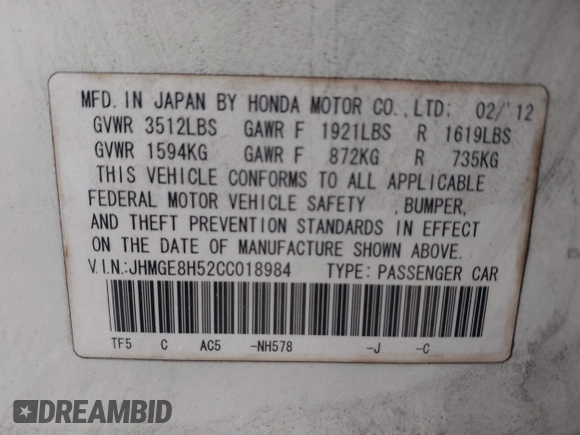 MFD. IN JAPAN BY HONDA MOTOR CO.,LTD: 02/'12
GVWR 3512LBS GAWR F 1921LBS R 1619LBS
GVWR 1594KG GAWR F 872KG R 735KG
THIS VEHICLE CONFORMS TO ALL APPLICABLE
FEDERAL MOTOR VEHICLE SAFETY ,BUMPER,
AND THEFT PREVENTION STANDARDS IN EFFECT
ON THE DATE OF MANUFACTURE SHOWN ABOVE.
V.I.N.:JHMGE8H52CC018984 TYPE: PASSENGER CAR
TF5 C AC5 -NH578 -J -C
DREAMBID